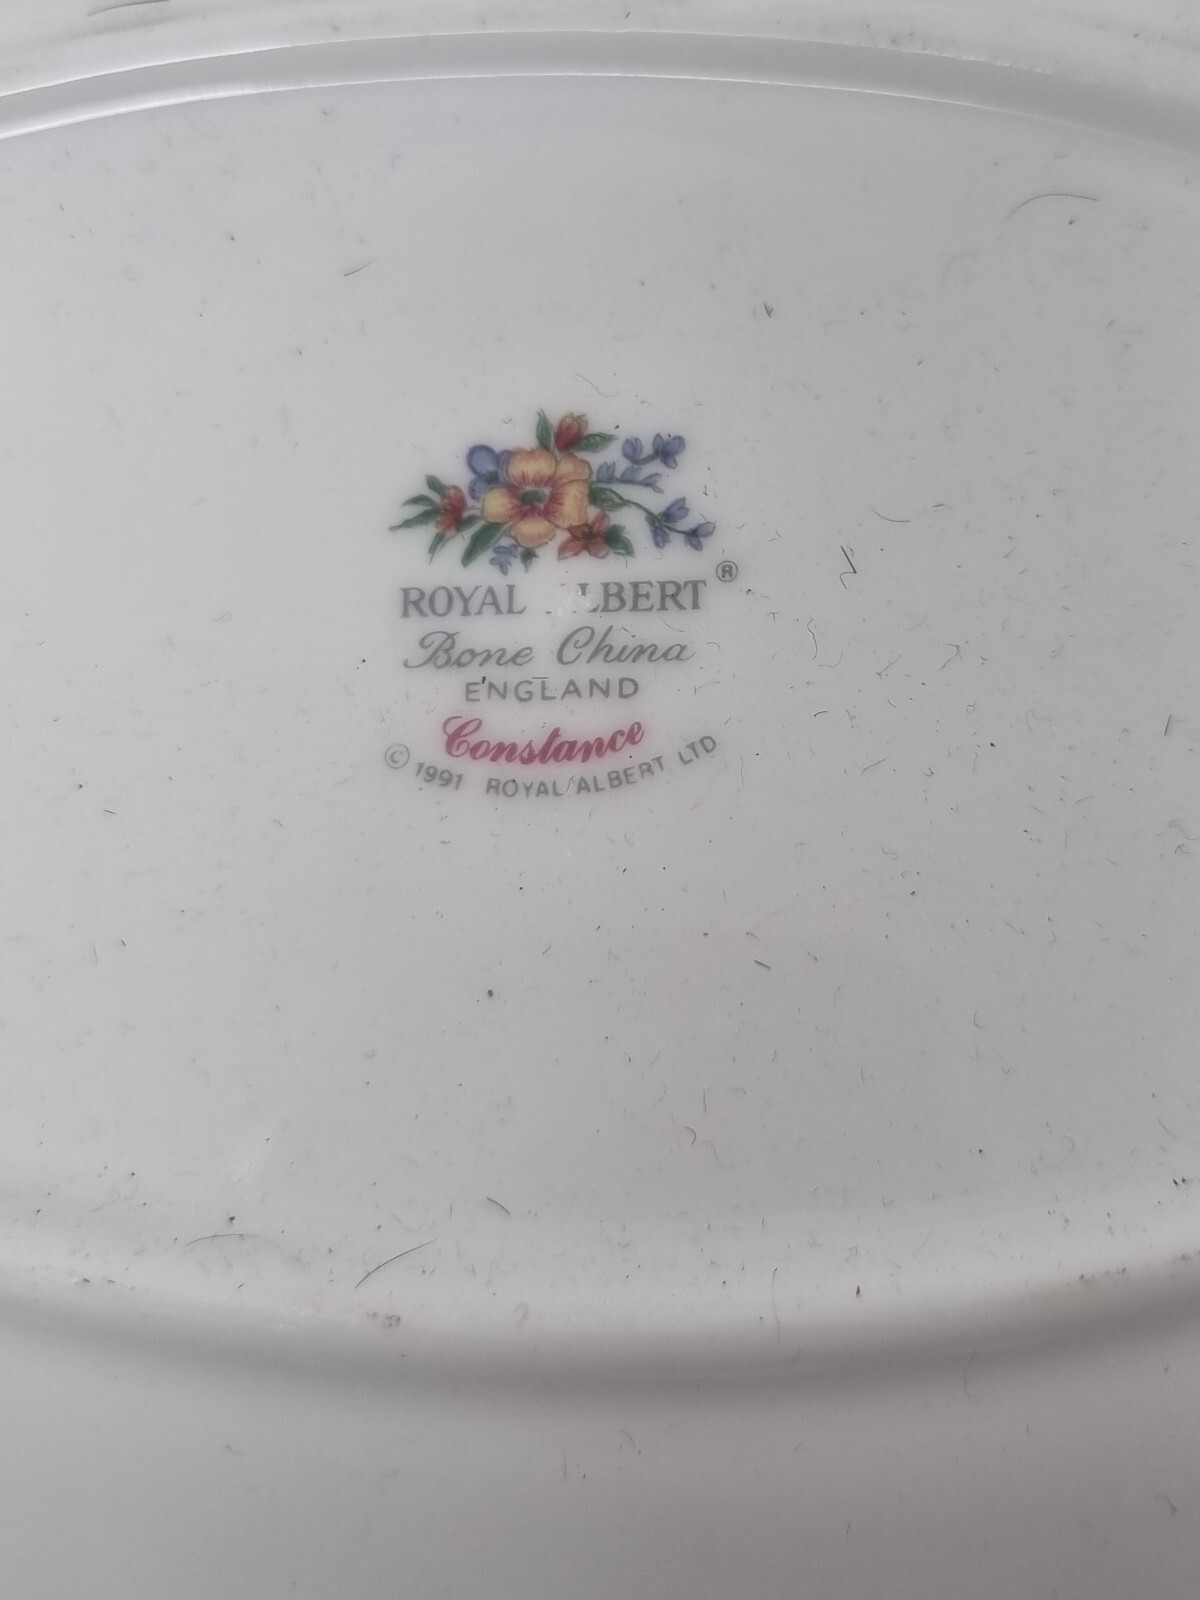 ROYAL ALBERT ®
Bone China
ENGLAND
Constance
© 1991 ROYAL ALBERT LTD